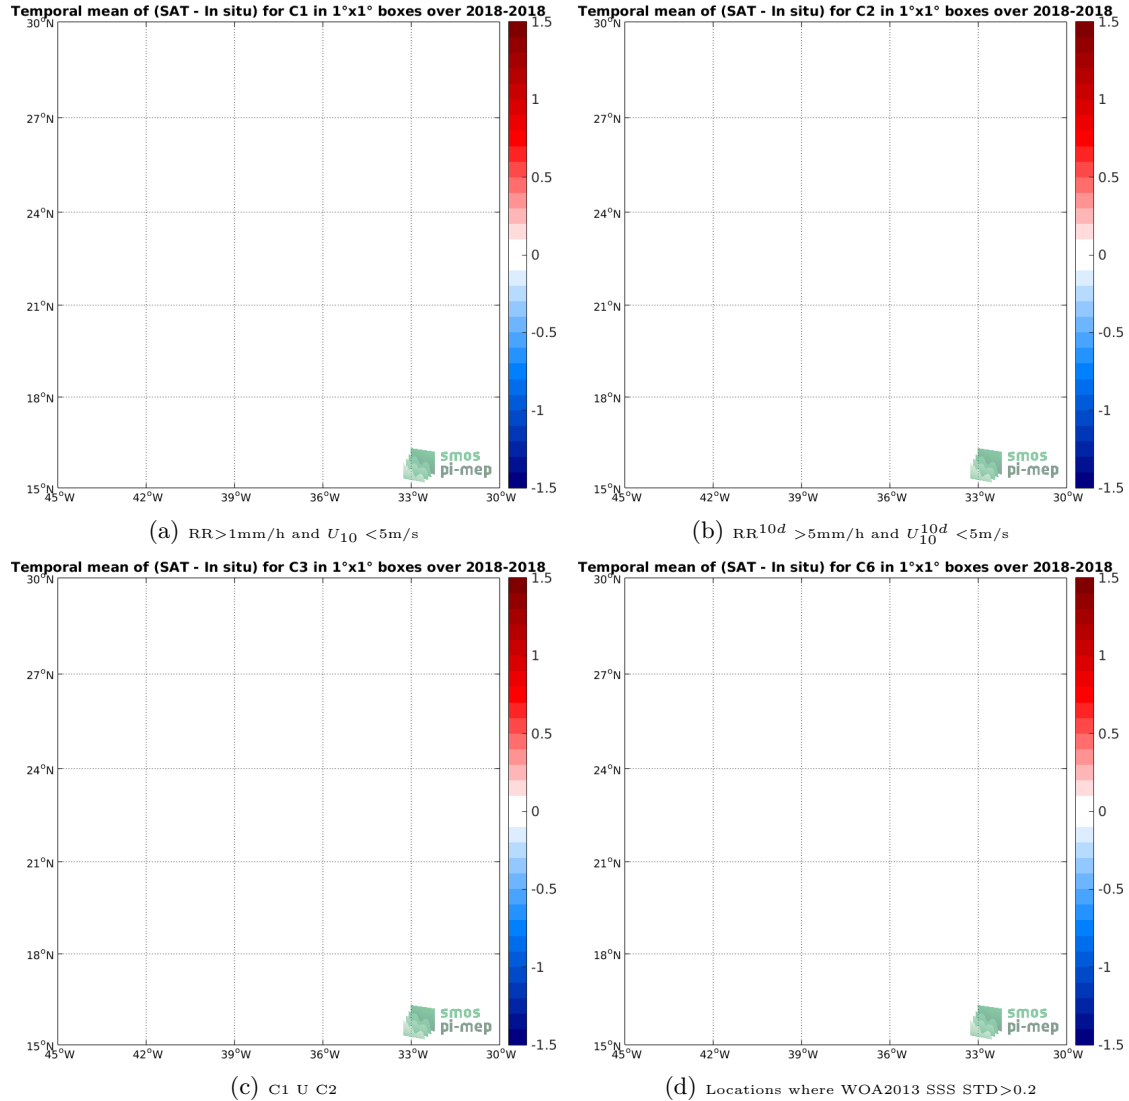 Temporal mean of (SAT - In situ) for C1 in 1°x1° boxes over 2018-2018
30°N
27°N
24°N
21°N
18°N
15°N
45°W 42°W 39°W 36°W 33°W 30°W
1.5
1
0.5
0
-0.5
-1
-1.5
smos
pi-mep
(a) RR>1mm/h and U10 <5m/s
Temporal mean of (SAT - In situ) for C2 in 1°x1° boxes over 2018-2018
30°N
27°N
24°N
21°N
18°N
15°N
45°W 42°W 39°W 36°W 33°W 30°W
1.5
1
0.5
0
-0.5
-1
-1.5
smos
pi-mep
(b) RR10d >5mm/h and U10d10 <5m/s
Temporal mean of (SAT - In situ) for C3 in 1°x1° boxes over 2018-2018
30°N
27°N
24°N
21°N
18°N
15°N
45°W 42°W 39°W 36°W 33°W 30°W
1.5
1
0.5
0
-0.5
-1
-1.5
smos
pi-mep
(c) C1 U C2
Temporal mean of (SAT - In situ) for C6 in 1°x1° boxes over 2018-2018
30°N
27°N
24°N
21°N
18°N
15°N
45°W 42°W 39°W 36°W 33°W 30°W
1.5
1
0.5
0
-0.5
-1
-1.5
smos
pi-mep
(d) Locations where WOA2013 SSS STD>0.2